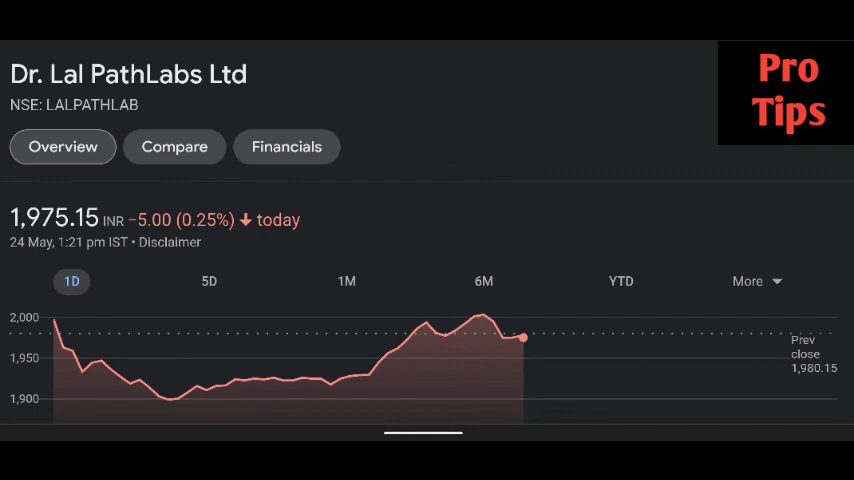 Dr. Lal PathLabs Ltd
NSE: LALPATHLAB
Pro
Tips
Overview Compare Financials
1,975.15 INR −5.00 (0.25%) ↓ today
24 May, 1:21 pm IST • Disclaimer
1D 5D 1M 6M YTD More
2,000
1,950
1,900
Prev
close
1,980.15